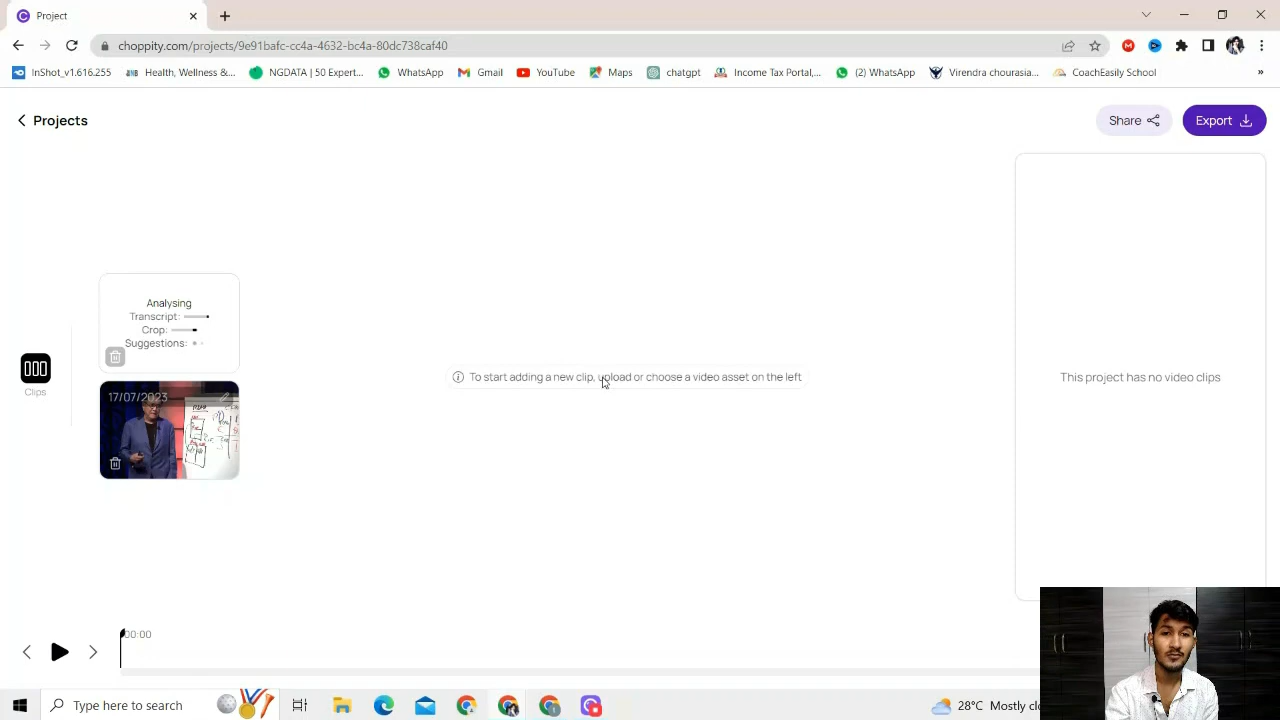 Project
choppity.com/projects/9e91bafc-cc4a-4632-bc4a-80dc738caf40
InShot_v1.616.255
Health, Wellness &...
NGDATA | 50 Expert...
WhatsApp
Gmail
YouTube
Maps
chatgpt
Income Tax Portal,...
(2) WhatsApp
Virendra chourasia...
CoachEasily School
»
Projects
Share
Export
Analysing
Transcript:
Crop:
Suggestions:
To start adding a new clip, upload or choose a video asset on the left
This project has no video clips
Clips
17/07/2023
00:00
Type here to search
28°C Mostly clo